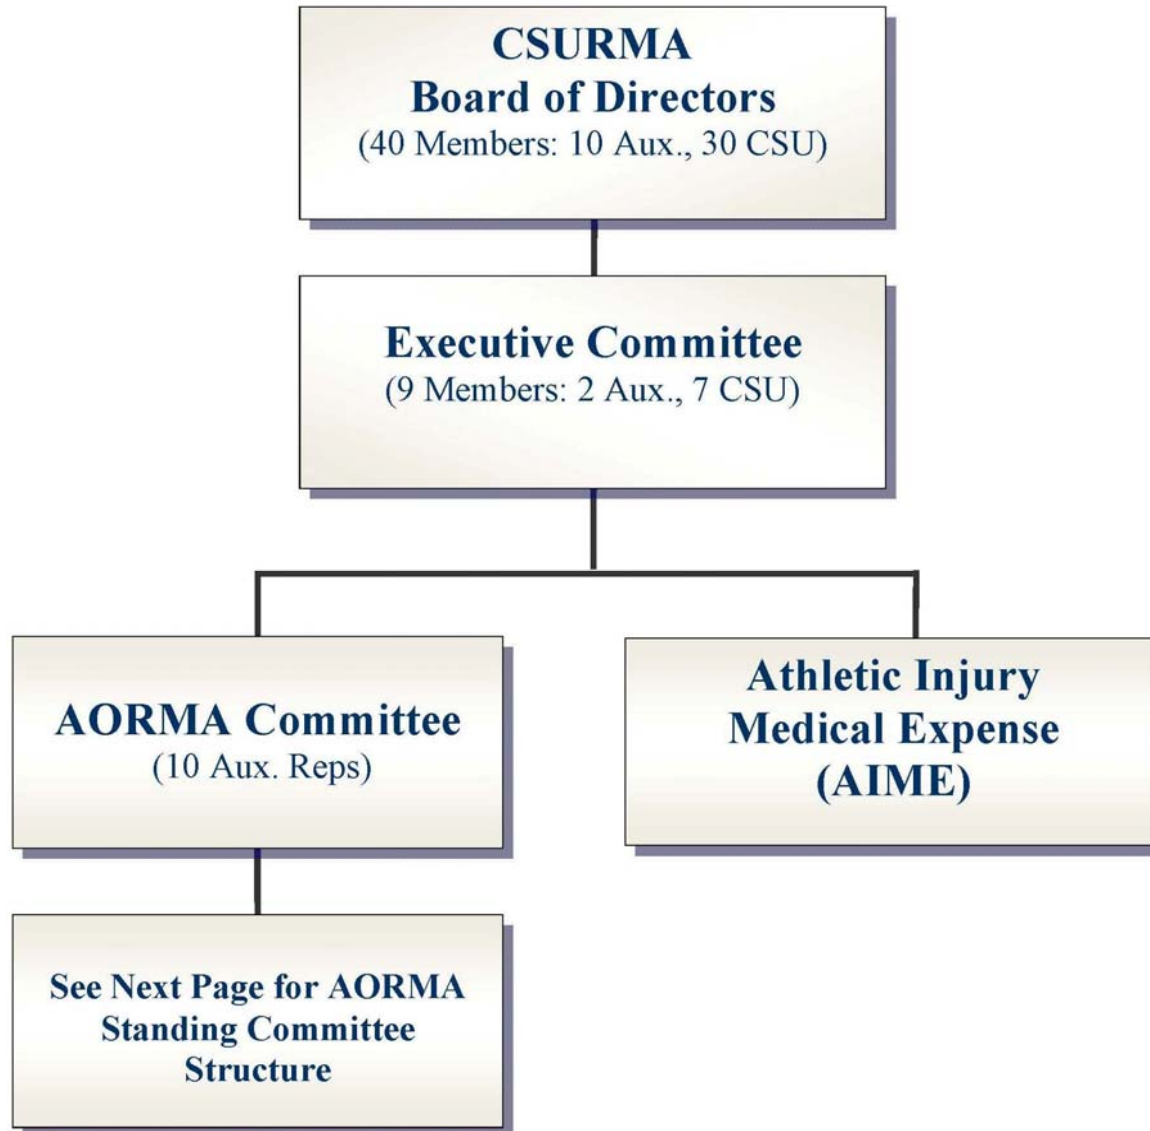 CSURMA
Board of Directors
(40 Members: 10 Aux., 30 CSU)
Executive Committee
(9 Members: 2 Aux., 7 CSU)
AORMA Committee
(10 Aux. Reps)
Athletic Injury
Medical Expense
(AIME)
See Next Page for AORMA
Standing Committee
Structure